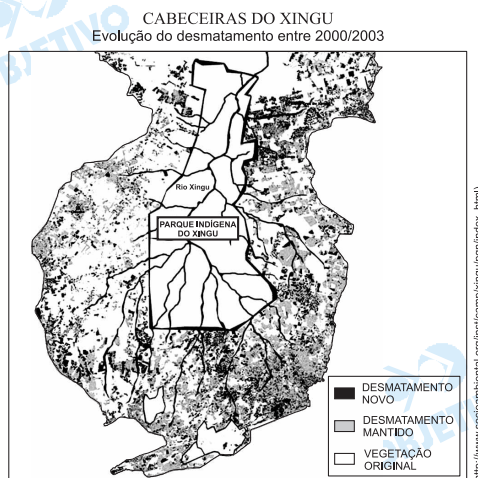 CABECEIRAS DO XINGU
Evolução do desmatamento entre 2000/2003
Rio Xingu
PARQUE INDÍGENA
DO XINGU
DESMATAMENTO
NOVO
DESMATAMENTO
MANTIDO
VEGETAÇÃO
ORIGINAL
OBJETIVO